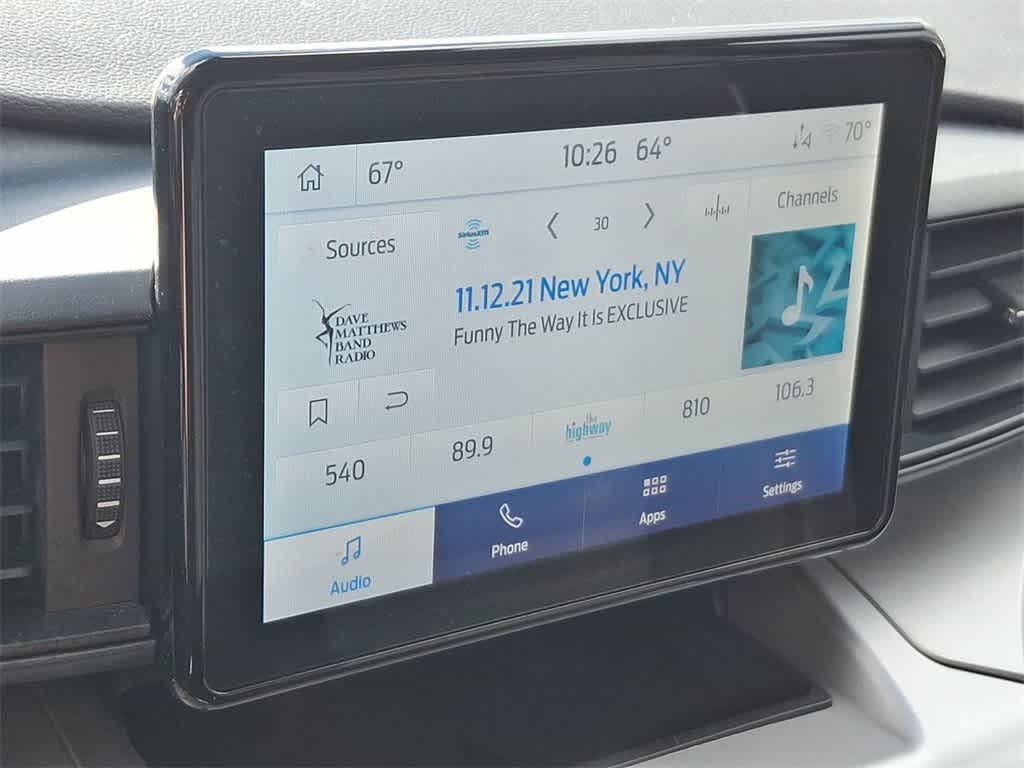 67°
10:26 64°
70°
Sources
SiriusXM
30
Channels
11.12.21 New York, NY
Funny The Way It Is EXCLUSIVE
DAVE
MATTHEWS
BAND
RADIO
540
89.9
the
highway
810
106.3
Audio
Phone
Apps
Settings